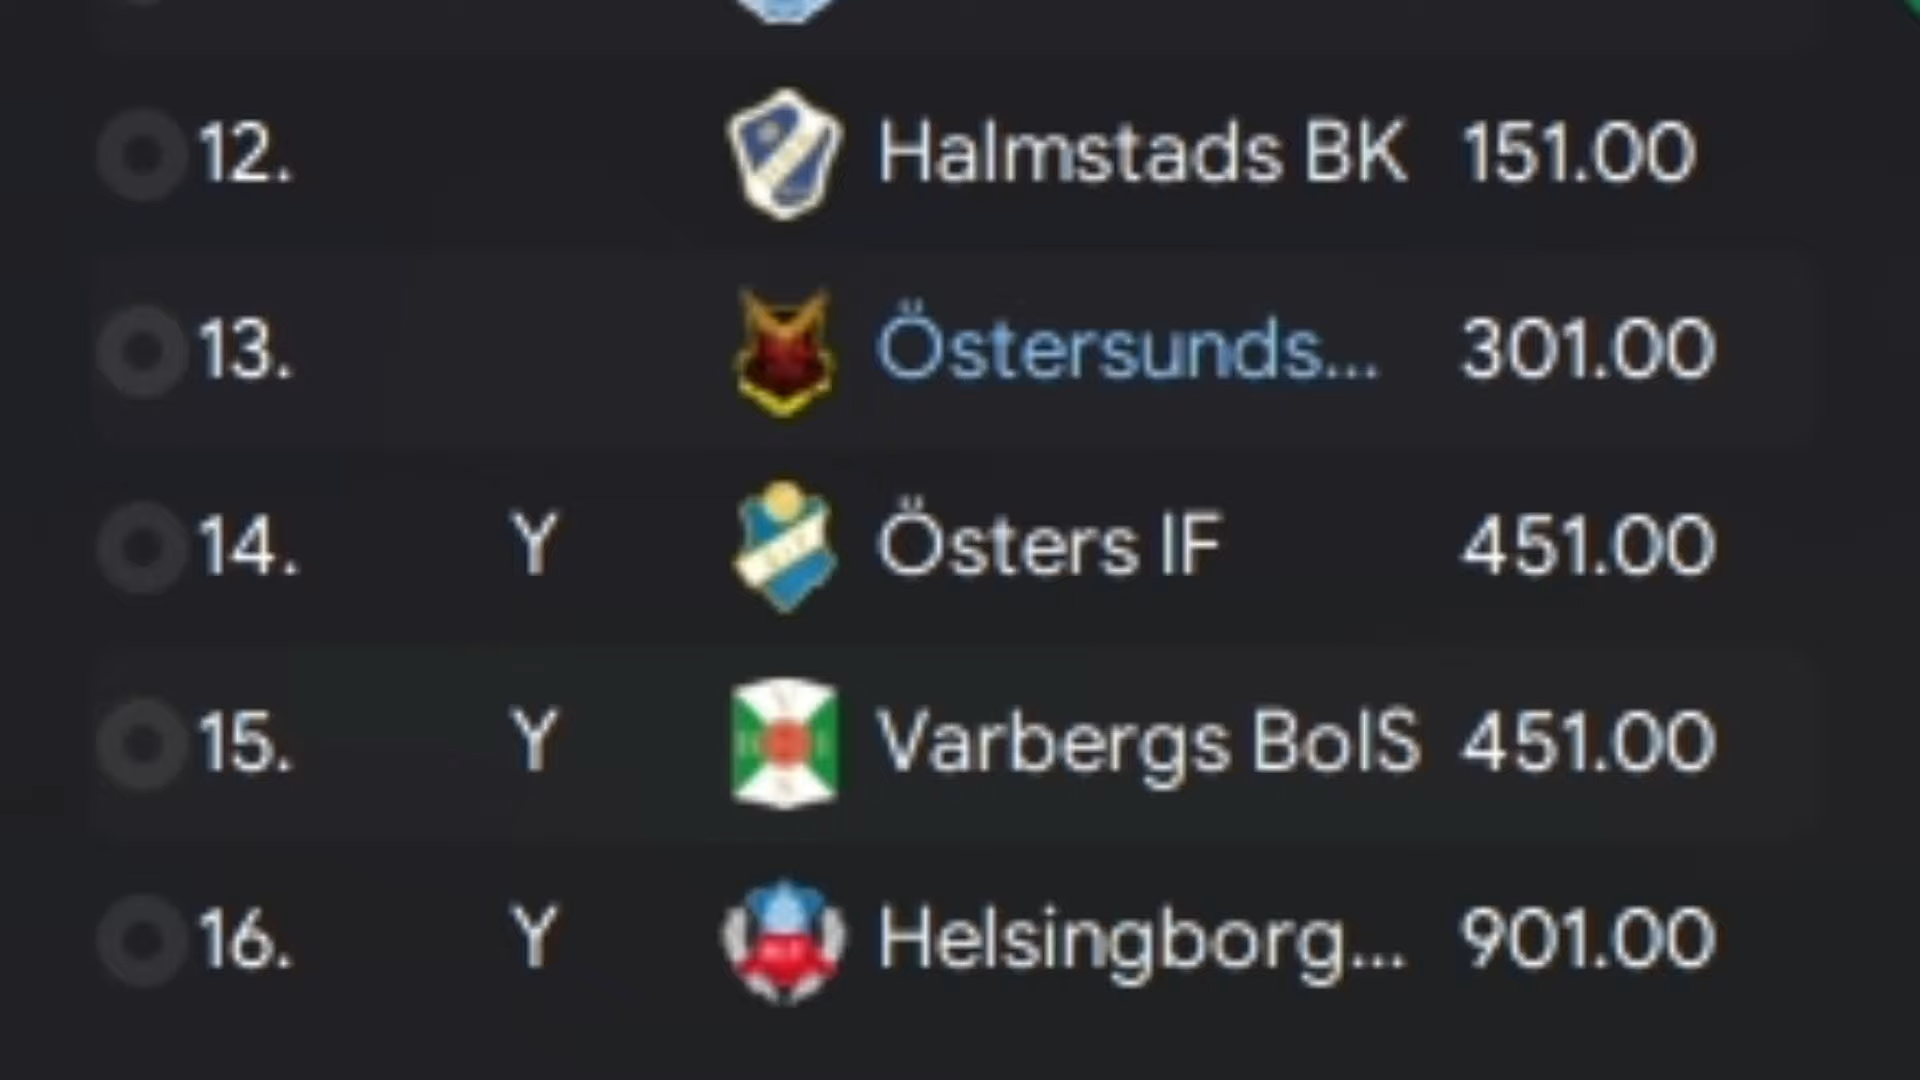 12. Halmstads BK 151.00
13. Östersunds... 301.00
14. Y Östers IF 451.00
15. Y Varbergs BoIS 451.00
16. Y Helsingborg... 901.00